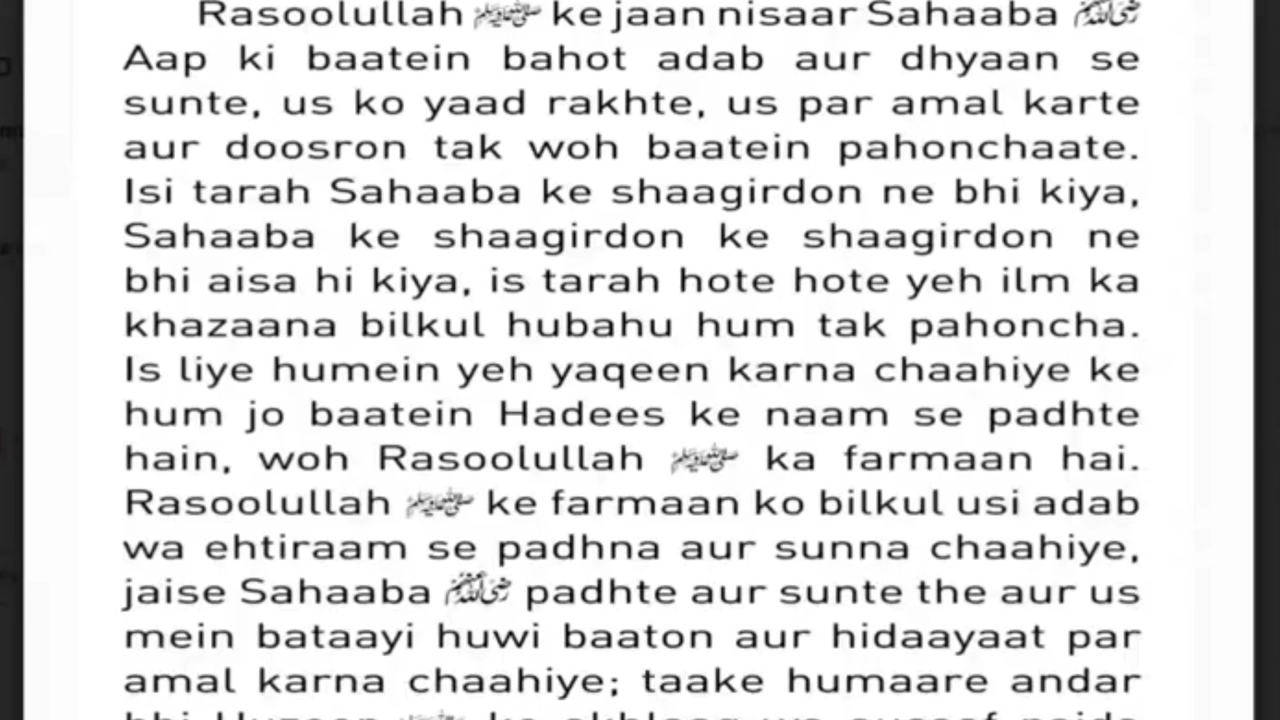 Rasoolullah ﷺ ke jaan nisaar Sahaaba
Aap ki baatein bahot adab aur dhyaan se
sunte, us ko yaad rakhte, us par amal karte
aur doosron tak woh baatein pahonchaate.
Isi tarah Sahaaba ke shaagirdon ne bhi kiya,
Sahaaba ke shaagirdon ke shaagirdon ne
bhi aisa hi kiya, is tarah hote hote yeh ilm ka
khazaana bilkul hubahu hum tak pahoncha.
Is liye humein yeh yaqeen karna chaahiye ke
hum jo baatein Hadees ke naam se padhte
hain, woh Rasoolullah ﷺ ka farmaan hai.
Rasoolullah ﷺ ke farmaan ko bilkul usi adab
wa ehtiraam se padhna aur sunna chaahiye,
jaise Sahaaba padhte aur sunte the aur us
mein bataayi huwi baaton aur hidaayaat par
amal karna chaahiye; taake humaare andar